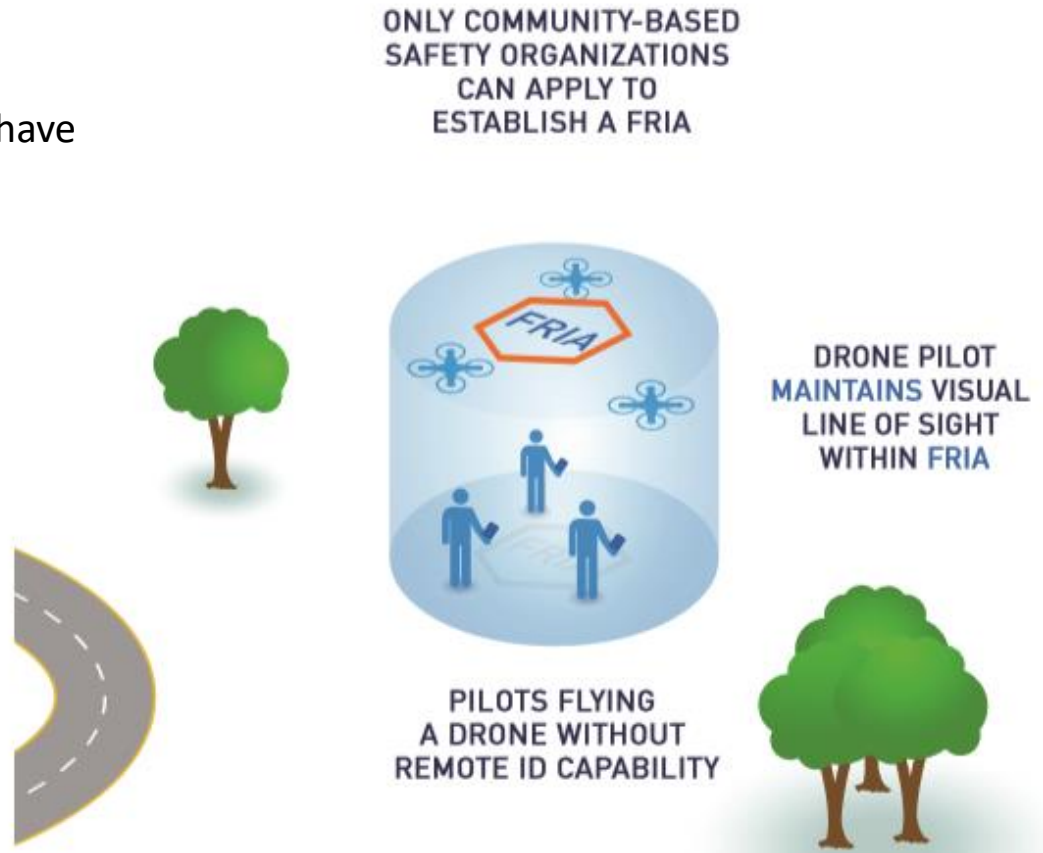 ONLY COMMUNITY-BASED
SAFETY ORGANIZATIONS
CAN APPLY TO
ESTABLISH A FRIA
have
FRIA
DRONE PILOT
MAINTAINS VISUAL
LINE OF SIGHT
WITHIN FRIA
FRIA
PILOTS FLYING
A DRONE WITHOUT
REMOTE ID CAPABILITY